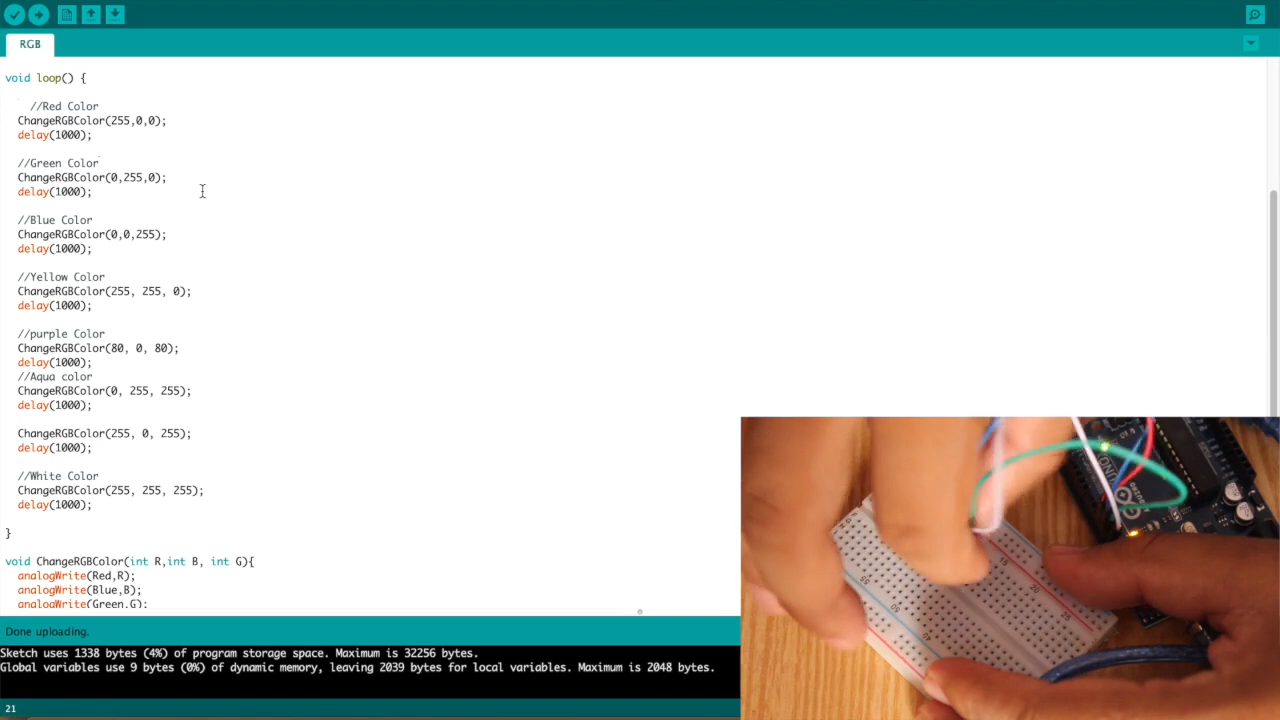 RGB
void loop() {
//Red Color
ChangeRGBColor(255,0,0);
delay(1000);
//Green Color
ChangeRGBColor(0,255,0);
delay(1000);
//Blue Color
ChangeRGBColor(0,0,255);
delay(1000);
//Yellow Color
ChangeRGBColor(255, 255, 0);
delay(1000);
//purple Color
ChangeRGBColor(80, 0, 80);
delay(1000);
//Aqua color
ChangeRGBColor(0, 255, 255);
delay(1000);
ChangeRGBColor(255, 0, 255);
delay(1000);
//White Color
ChangeRGBColor(255, 255, 255);
delay(1000);
}
void ChangeRGBColor(int R,int B, int G){
analogWrite(Red,R);
analogWrite(Blue,B);
analogWrite(Green,G);
Done uploading.
Sketch uses 1338 bytes (4%) of program storage space. Maximum is 32256 bytes.
Global variables use 9 bytes (0%) of dynamic memory, leaving 2039 bytes for local variables. Maximum is 2048 bytes.
21
15
20
25